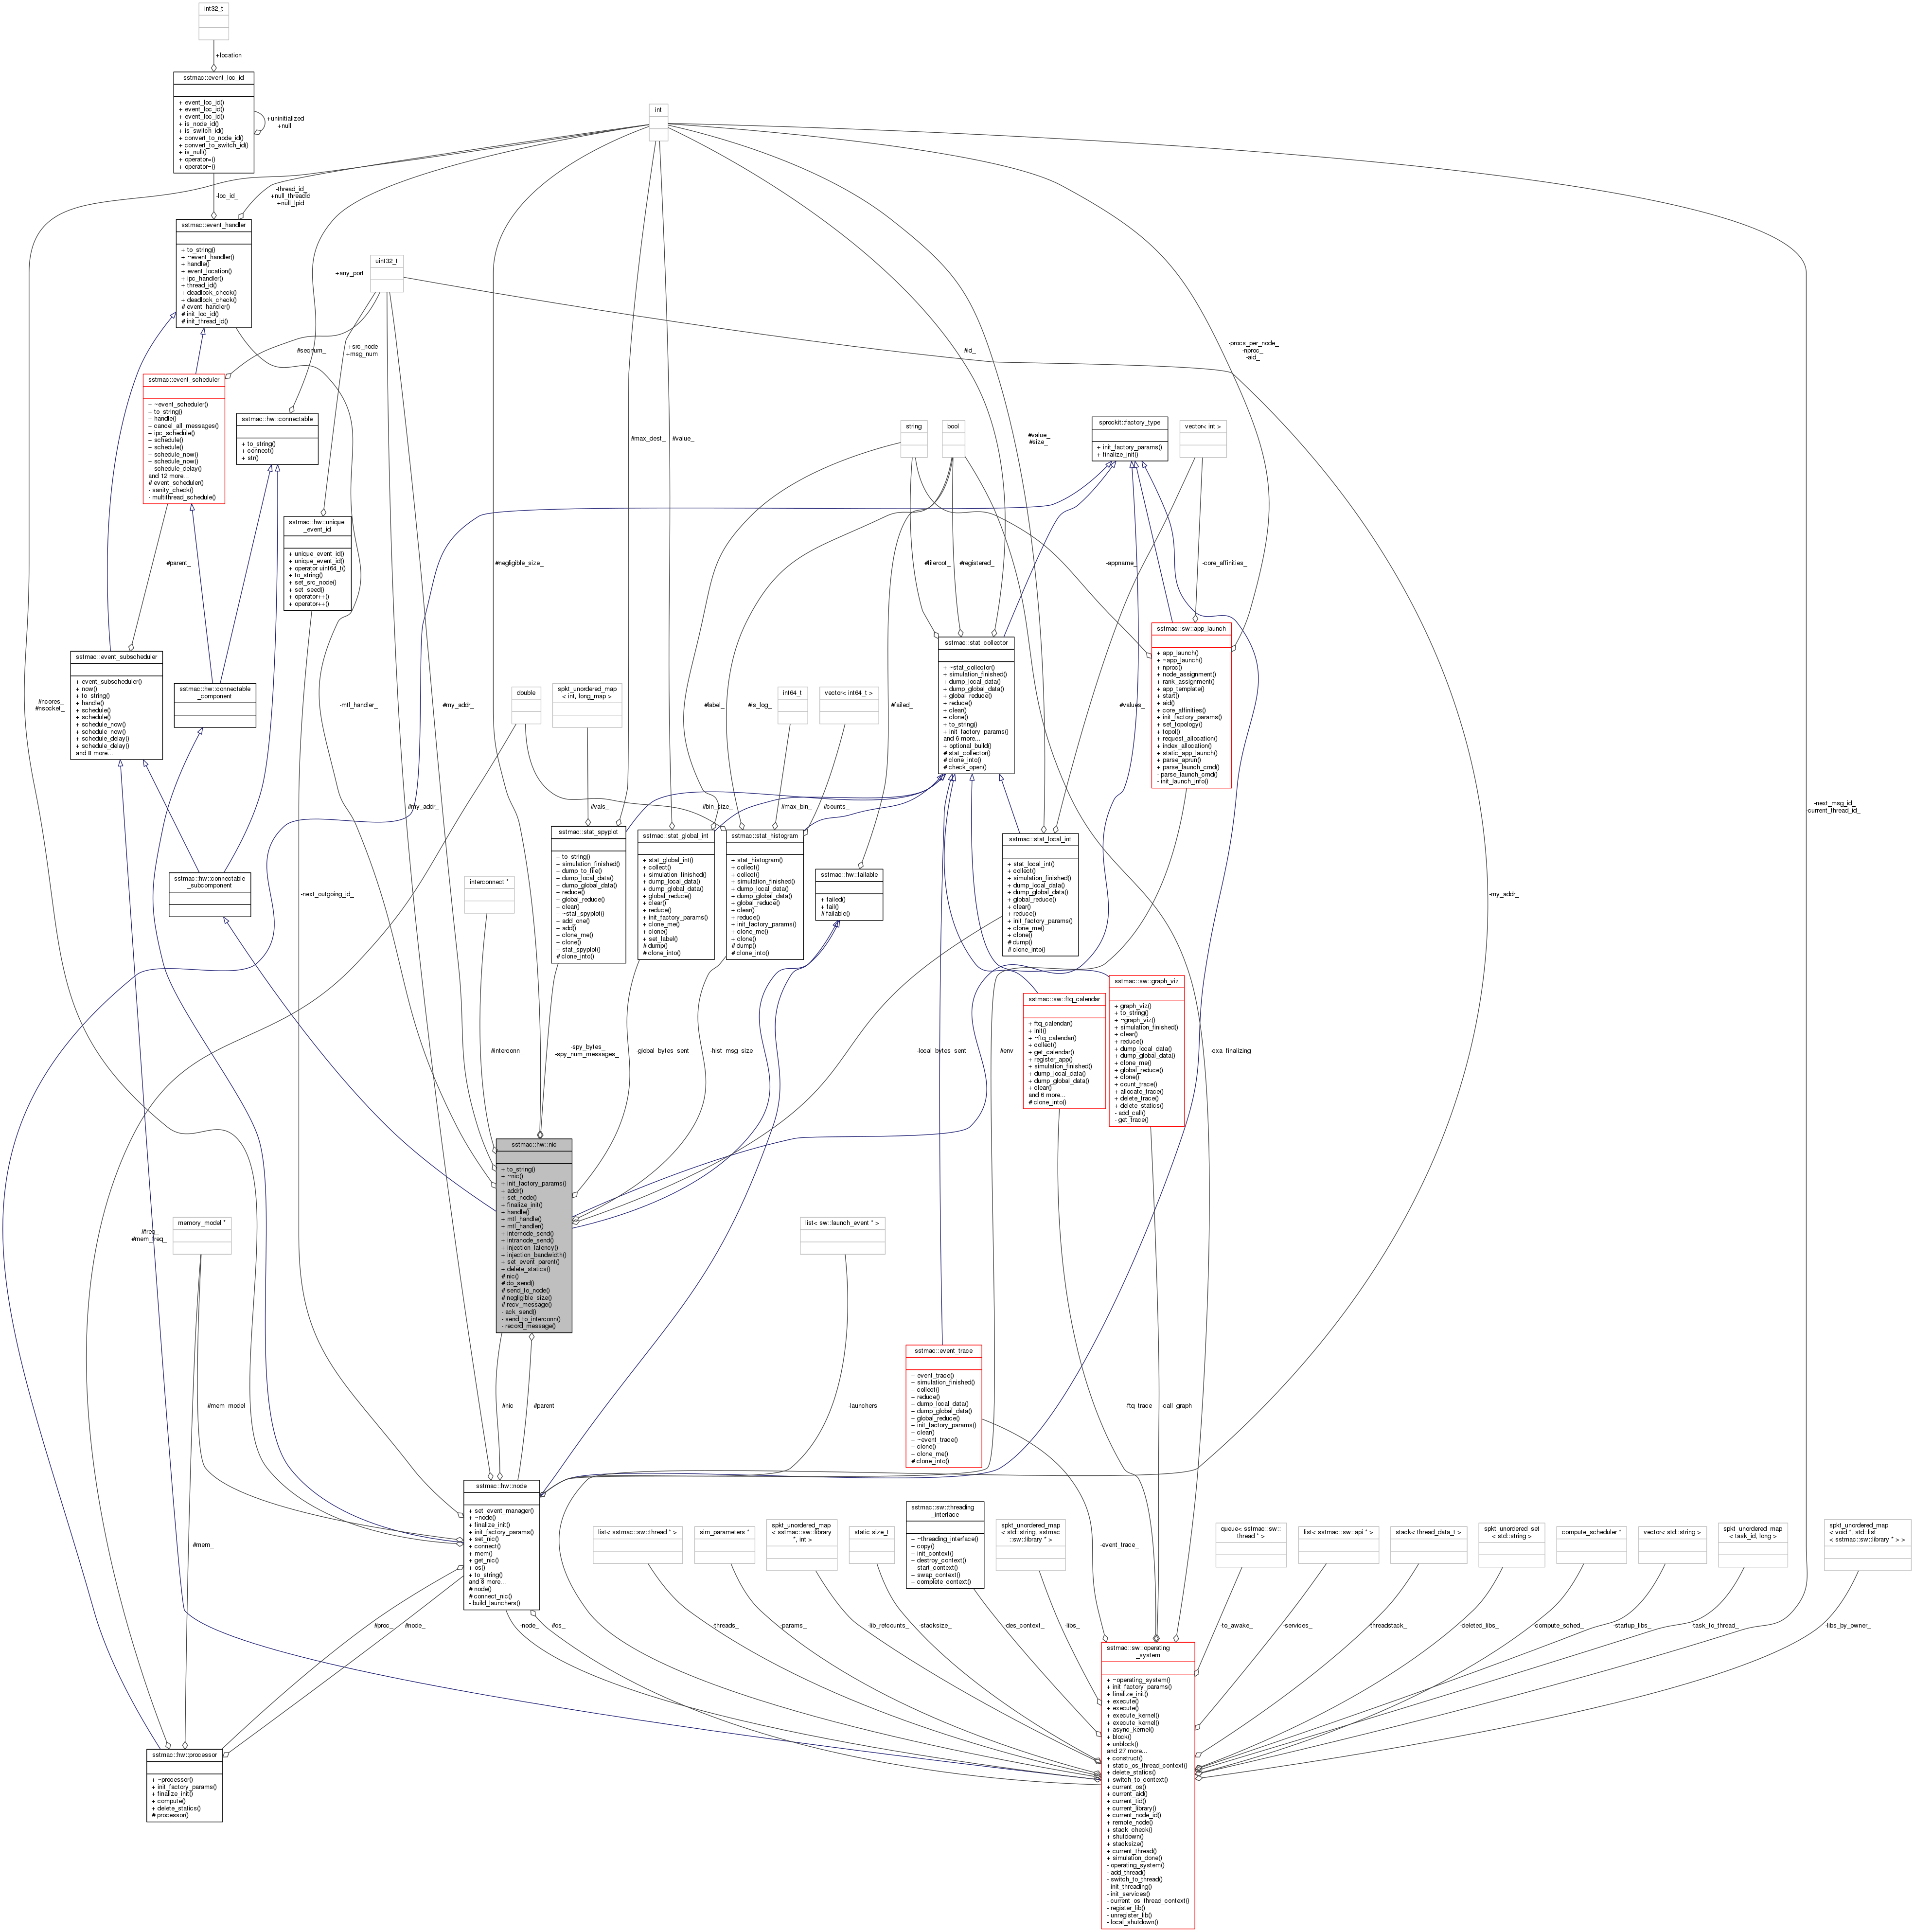 int32_t
+location
sstmac::event_loc_id
+ event_loc_id()
+ event_loc_id()
+ event_loc_id()
+ is_node_id()
+ is_switch_id()
+ convert_to_node_id()
+ convert_to_switch_id()
+ is_null()
+ operator=()
+ operator=()
+uninitialized
+null
int
-loc_id_
-thread_id_
+null_threadid
+null_lpid
sstmac::event_handler
+ to_string()
+ ~event_handler()
+ handle()
+ event_location()
+ ipc_handler()
+ thread_id()
+ deadlock_check()
+ deadlock_check()
# event_handler()
# init_loc_id()
# init_thread_id()
uint32_t
+any_port
#seqnum_
+src_node
+msg_num
#id_
-procs_per_node_
-nproc_
-aid_
sstmac::event_scheduler
+ ~event_scheduler()
+ to_string()
+ handle()
+ cancel_all_messages()
+ ipc_schedule()
+ schedule()
+ schedule()
+ schedule_now()
+ schedule_now()
+ schedule_delay()
and 12 more...
# event_scheduler()
- sanity_check()
- multithread_schedule()
sstmac::hw::connectable
+ to_string()
+ connect()
+ str()
#max_dest_
#value_
string
bool
#value_
#size_
sprockit::factory_type
+ init_factory_params()
+ finalize_init()
vector< int >
sstmac::hw::unique
_event_id
+ unique_event_id()
+ unique_event_id()
+ operator uint64_t()
+ to_string()
+ set_src_node()
+ set_seed()
+ operator++()
+ operator++()
#parent_
#negligible_size_
#fileroot_
#registered_
-appname_
-core_affinities_
sstmac::event_subscheduler
+ event_subscheduler()
+ now()
+ to_string()
+ handle()
+ schedule()
+ schedule()
+ schedule_now()
+ schedule_now()
+ schedule_delay()
+ schedule_delay()
and 8 more...
sstmac::hw::connectable
_component
#ncores_
#nsocket_
-mtl_handler_
#my_addr_
double
spkt_unordered_map
< int, long_map >
#label_
#is_log_
int64_t
vector< int64_t >
#failed_
sstmac::stat_collector
+ ~stat_collector()
+ simulation_finished()
+ dump_local_data()
+ dump_global_data()
+ global_reduce()
+ reduce()
+ clear()
+ clone()
+ to_string()
+ init_factory_params()
and 6 more...
+ optional_build()
# stat_collector()
# clone_into()
# check_open()
#values_
sstmac::sw::app_launch
+ app_launch()
+ ~app_launch()
+ nproc()
+ node_assignment()
+ rank_assignment()
+ app_template()
+ start()
+ aid()
+ core_affinities()
+ init_factory_params()
+ set_topology()
+ topol()
+ request_allocation()
+ index_allocation()
+ static_app_launch()
+ parse_aprun()
+ parse_launch_cmd()
- parse_launch_cmd()
- init_launch_info()
#my_addr_
#vals_
#bin_size_
#max_bin_
#counts_
-next_msg_id_
-current_thread_id_
sstmac::hw::connectable
_subcomponent
-next_outgoing_id_
interconnect *
sstmac::stat_spyplot
+ to_string()
+ simulation_finished()
+ dump_to_file()
+ dump_local_data()
+ dump_global_data()
+ reduce()
+ global_reduce()
+ clear()
+ ~stat_spyplot()
+ add_one()
+ add()
+ clone_me()
+ clone()
+ stat_spyplot()
# clone_into()
sstmac::stat_global_int
+ stat_global_int()
+ collect()
+ simulation_finished()
+ dump_local_data()
+ dump_global_data()
+ global_reduce()
+ clear()
+ reduce()
+ init_factory_params()
+ clone_me()
+ clone()
+ set_label()
# dump()
# clone_into()
sstmac::stat_histogram
+ stat_histogram()
+ collect()
+ collect()
+ simulation_finished()
+ dump_local_data()
+ dump_global_data()
+ global_reduce()
+ clear()
+ reduce()
+ init_factory_params()
+ clone_me()
+ clone()
# dump()
# clone_into()
sstmac::hw::failable
+ failed()
+ fail()
# failable()
sstmac::stat_local_int
+ stat_local_int()
+ collect()
+ simulation_finished()
+ dump_local_data()
+ dump_global_data()
+ global_reduce()
+ clear()
+ reduce()
+ init_factory_params()
+ clone_me()
+ clone()
# dump()
# clone_into()
-my_addr_
sstmac::sw::ftq_calendar
+ ftq_calendar()
+ init()
+ ~ftq_calendar()
+ collect()
+ get_calendar()
+ register_app()
+ simulation_finished()
+ dump_local_data()
+ dump_global_data()
+ clear()
and 6 more...
# clone_into()
sstmac::sw::graph_viz
+ graph_viz()
+ to_string()
+ ~graph_viz()
+ simulation_finished()
+ clear()
+ reduce()
+ dump_local_data()
+ dump_global_data()
+ clone_me()
+ global_reduce()
+ clone()
+ count_trace()
+ allocate_trace()
+ delete_trace()
+ delete_statics()
- add_call()
- get_trace()
#interconn_
-spy_bytes_
-spy_num_messages_
-global_bytes_sent_
-hist_msg_size_
-local_bytes_sent_
#env_
-cxa_finalizing_
sstmac::hw::nic
+ to_string()
+ ~nic()
+ init_factory_params()
+ addr()
+ set_node()
+ finalize_init()
+ handle()
+ mtl_handle()
+ mtl_handler()
+ internode_send()
+ intranode_send()
+ injection_latency()
+ injection_bandwidth()
+ set_event_parent()
+ delete_statics()
# nic()
# do_send()
# send_to_node()
# negligible_size()
# recv_message()
- ack_send()
- send_to_interconn()
- record_message()
#freq_
#mem_freq_
memory_model *
list< sw::launch_event * >
sstmac::event_trace
+ event_trace()
+ simulation_finished()
+ collect()
+ reduce()
+ dump_local_data()
+ dump_global_data()
+ global_reduce()
+ init_factory_params()
+ clear()
+ ~event_trace()
+ clone()
+ clone_me()
# clone_into()
#mem_model_
#nic_
#parent_
-launchers_
-ftq_trace_
-call_graph_
sstmac::hw::node
+ set_event_manager()
+ ~node()
+ finalize_init()
+ init_factory_params()
+ set_nic()
+ connect()
+ mem()
+ get_nic()
+ os()
+ to_string()
and 8 more...
# node()
# connect_nic()
- build_launchers()
#mem_
-event_trace_
list< sstmac::sw::thread * >
sim_parameters *
spkt_unordered_map
< sstmac::sw::library
*, int >
static size_t
sstmac::sw::threading
_interface
+ ~threading_interface()
+ copy()
+ init_context()
+ destroy_context()
+ start_context()
+ swap_context()
+ complete_context()
spkt_unordered_map
< std::string, sstmac
::sw::library * >
queue< sstmac::sw::
thread * >
list< sstmac::sw::api * >
stack< thread_data_t >
spkt_unordered_set
< std::string >
compute_scheduler *
vector< std::string >
spkt_unordered_map
< task_id, long >
spkt_unordered_map
< void *, std::list
< sstmac::sw::library * > >
#proc_
#node_
-node_
#os_
-threads_
-params_
-lib_refcounts_
-stacksize_
-des_context_
-libs_
-to_awake_
-services_
-threadstack_
-deleted_libs_
-compute_sched_
-startup_libs_
-task_to_thread_
-libs_by_owner_
sstmac::hw::processor
+ ~processor()
+ init_factory_params()
+ finalize_init()
+ compute()
+ delete_statics()
# processor()
sstmac::sw::operating
_system
+ ~operating_system()
+ init_factory_params()
+ finalize_init()
+ execute()
+ execute()
+ execute_kernel()
+ execute_kernel()
+ async_kernel()
+ block()
+ unblock()
and 27 more...
+ construct()
+ static_os_thread_context()
+ delete_statics()
+ switch_to_context()
+ current_os()
+ current_aid()
+ current_tid()
+ current_library()
+ current_node_id()
+ remote_node()
+ stack_check()
+ shutdown()
+ stacksize()
+ current_thread()
+ simulation_done()
- operating_system()
- add_thread()
- switch_to_thread()
- init_threading()
- init_services()
- current_os_thread_context()
- register_lib()
- unregister_lib()
- local_shutdown()